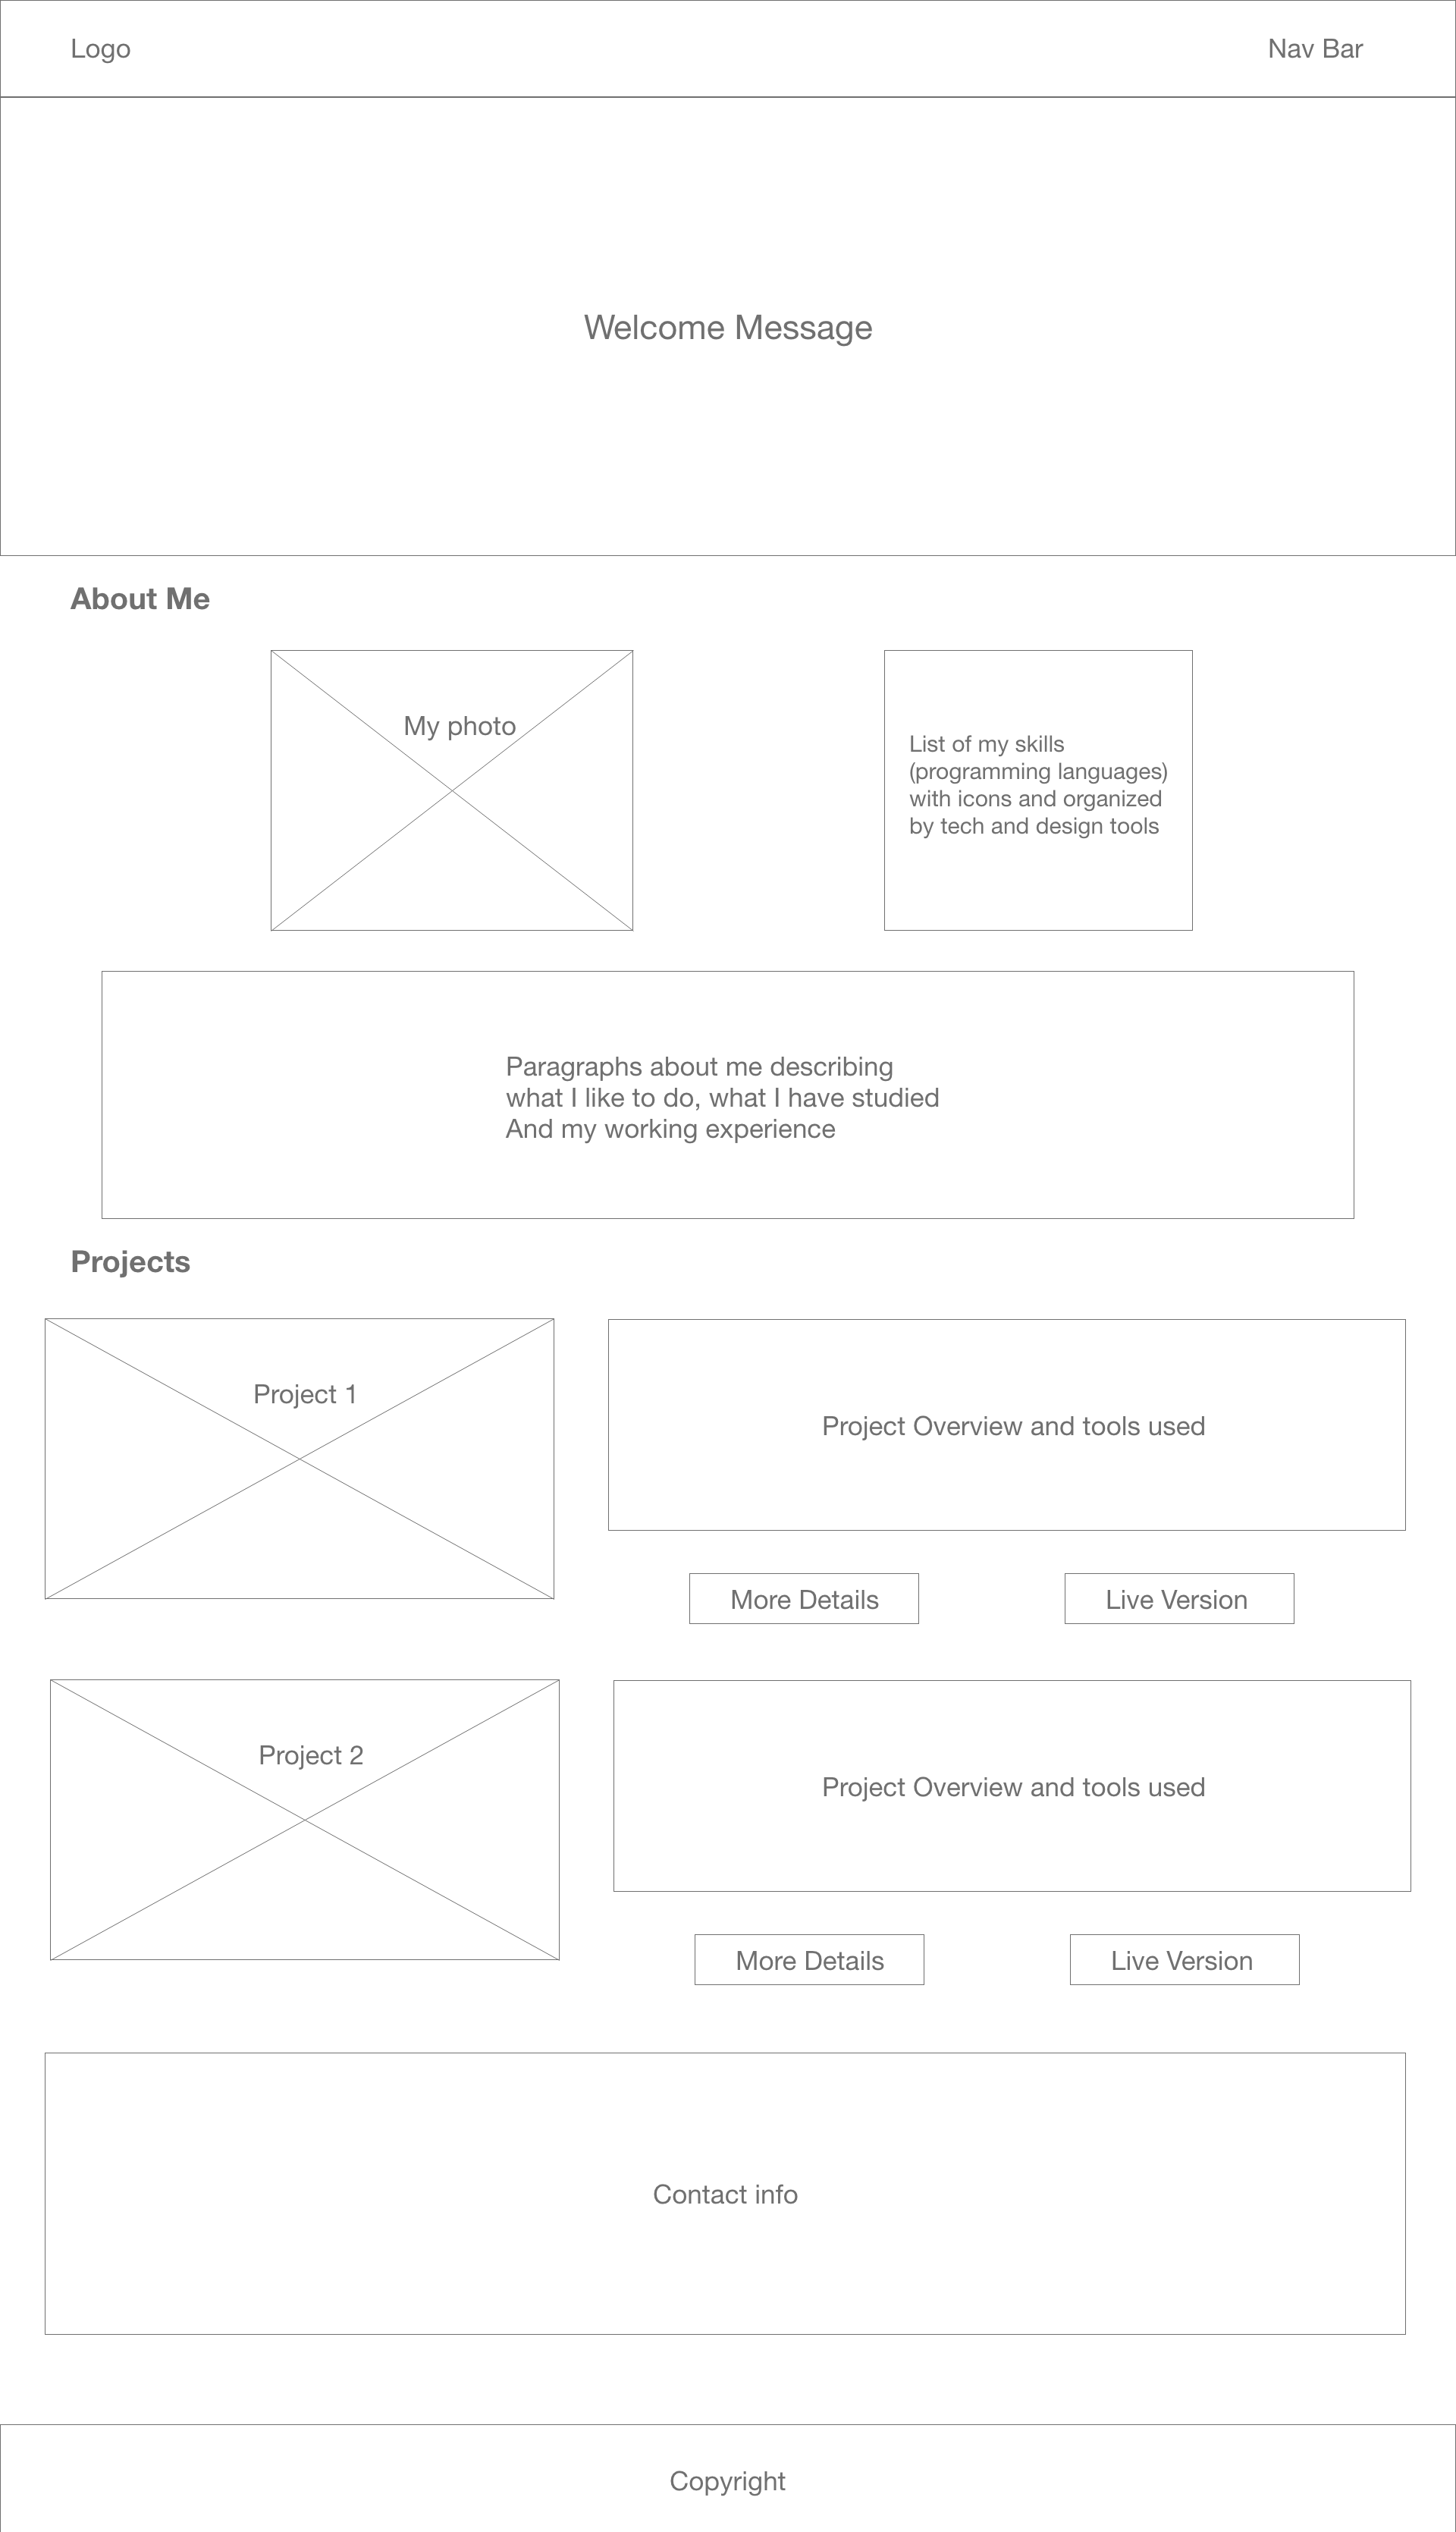 Logo
Nav Bar
Welcome Message
About Me
My photo
List of my skills
(programming languages)
with icons and organized
by tech and design tools
Paragraphs about me describing
what I like to do, what I have studied
And my working experience
Projects
Project 1
Project Overview and tools used
More Details
Live Version
Project 2
Project Overview and tools used
More Details
Live Version
Contact info
Copyright